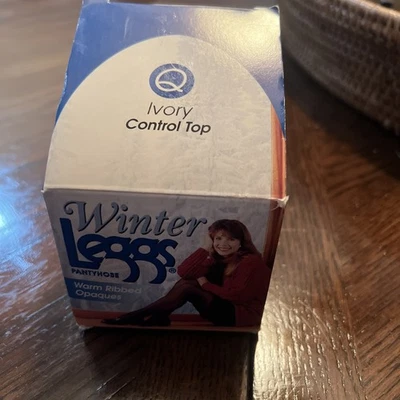 Q
Ivory
Control Top
Winter
Leggs®
PANTYHOSE
Warm Ribbed
Opaques